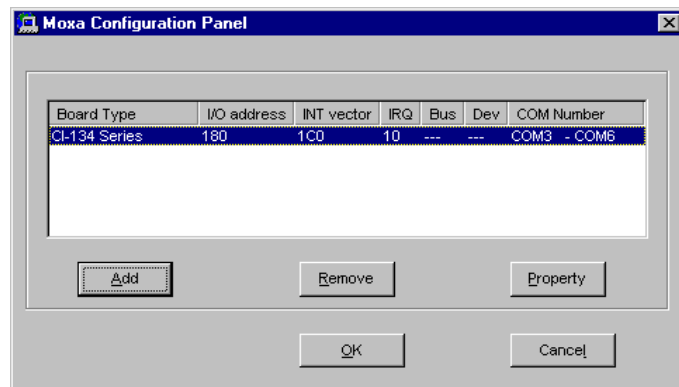 Moxa Configuration Panel
Board Type I/O address INT vector IRQ Bus Dev COM Number
CI-134 Series 180 1C0 10 --- --- COM3 - COM6
Add Remove Property
OK Cancel